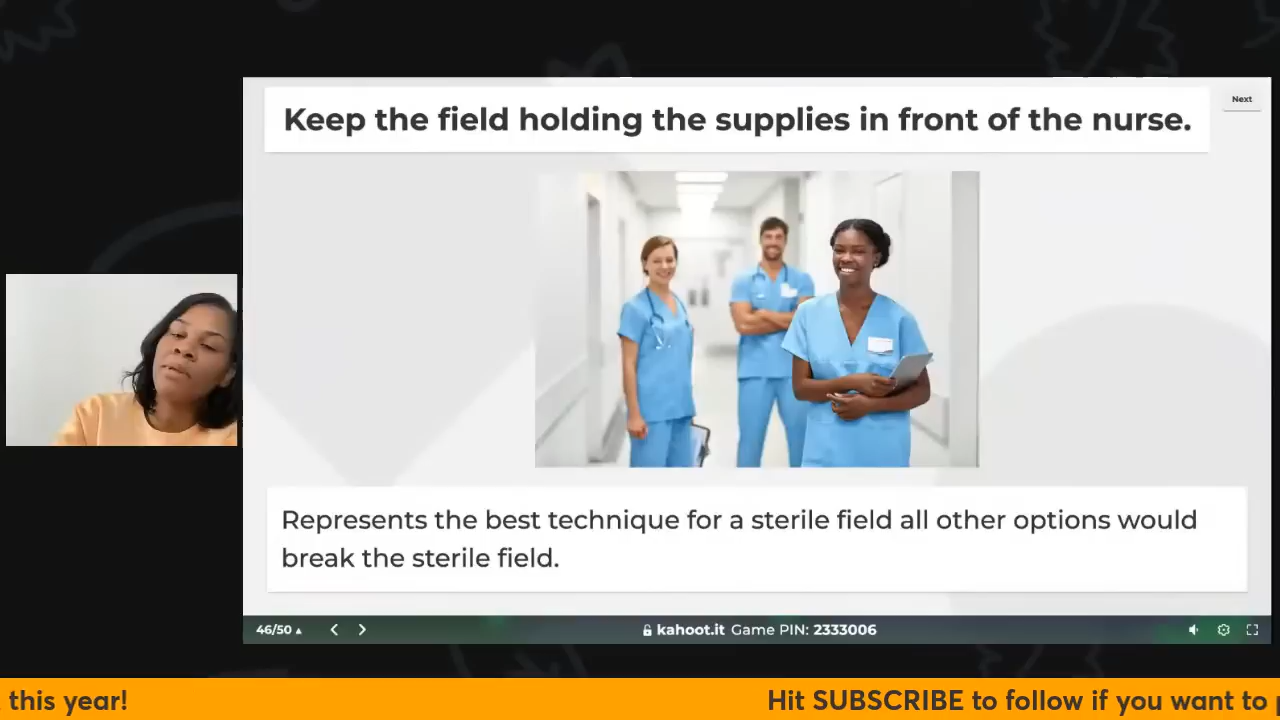 Keep the field holding the supplies in front of the nurse.
Next
Represents the best technique for a sterile field all other options would
break the sterile field.
46/50
kahoot.it Game PIN: 2333006
this year!
Hit SUBSCRIBE to follow if you want to